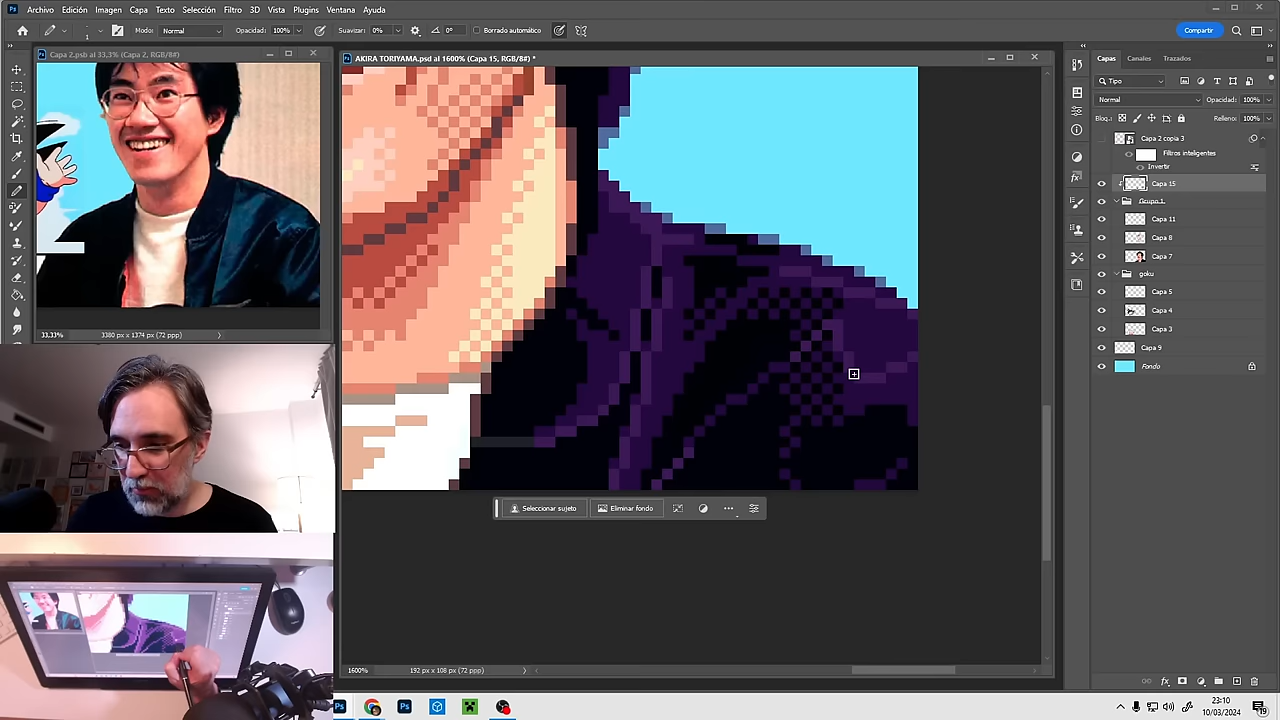 Archivo Edición Imagen Capa Texto Selección Filtro 3D Vista Plugins Ventana Ayuda
Modo: Normal Opacidad: 100% Suavizar: 0% 0° Borrado automático Compartir
Capa 2.psb al 33,3% (Capa 2, RGB/8#)
AKIRA TORIYAMA.psd al 1600% (Capa 15, RGB/8#) *
Capas Canales Trazados
Tipo
Normal Opacidad: 100%
Bloq.: Relleno: 100%
Capa 2 copia 3
Filtros inteligentes
Invertir
Capa 15
Grupo 1
Capa 11
Capa 8
Capa 7
goku
Capa 5
Capa 4
Capa 3
Capa 9
Fondo
33,33% 3380 px x 1374 px (72 ppp)
Seleccionar sujeto Eliminar fondo
1600% 192 px x 108 px (72 ppp)
22:10
10/03/2024